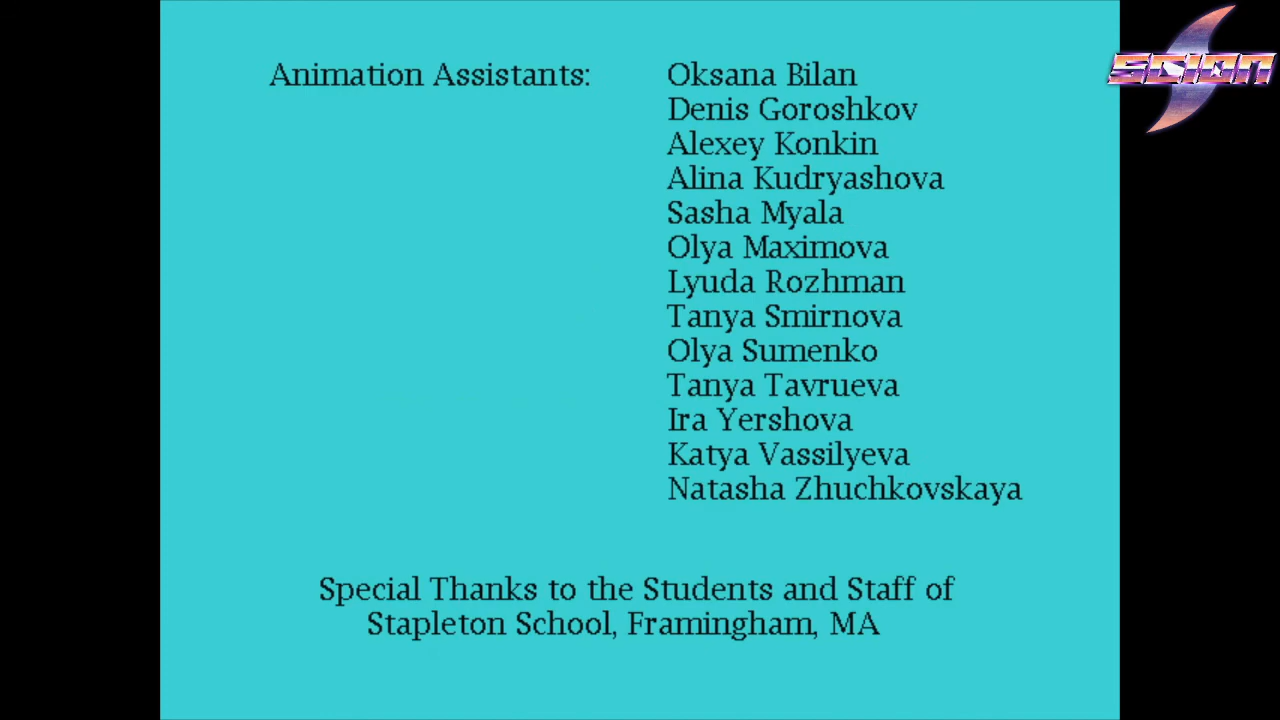 SCION
Animation Assistants: Oksana Bilan
Denis Goroshkov
Alexey Konkin
Alina Kudryashova
Sasha Myala
Olya Maximova
Lyuda Rozhman
Tanya Smirnova
Olya Sumenko
Tanya Tavrueva
Ira Yershova
Katya Vassilyeva
Natasha Zhuchkovskaya
Special Thanks to the Students and Staff of
Stapleton School, Framingham, MA